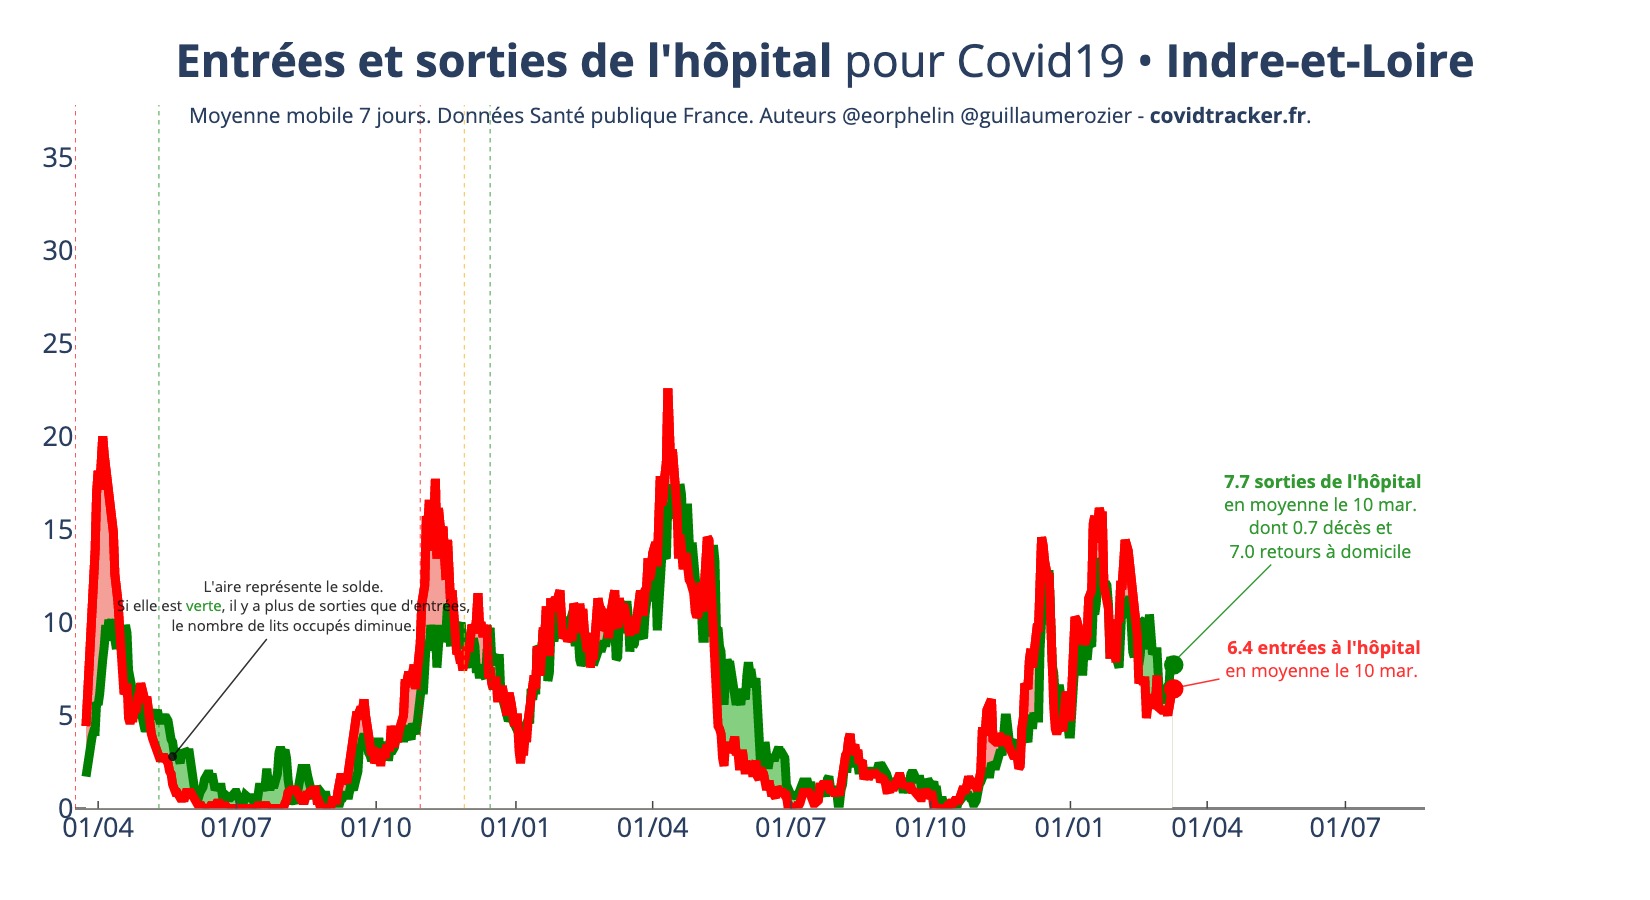 Entrées et sorties de l'hôpital pour Covid19 • Indre-et-Loire
Moyenne mobile 7 jours. Données Santé publique France. Auteurs @eorphelin @guillaumerozier - covidtracker.fr.
35
30
25
20
15
10
5
0
L'aire représente le solde.
Si elle est verte, il y a plus de sorties que d'entrées,
le nombre de lits occupés diminue.
7.7 sorties de l'hôpital
en moyenne le 10 mar.
dont 0.7 décès et
7.0 retours à domicile
6.4 entrées à l'hôpital
en moyenne le 10 mar.
01/04 01/07 01/10 01/01 01/04 01/07 01/10 01/01 01/04 01/07